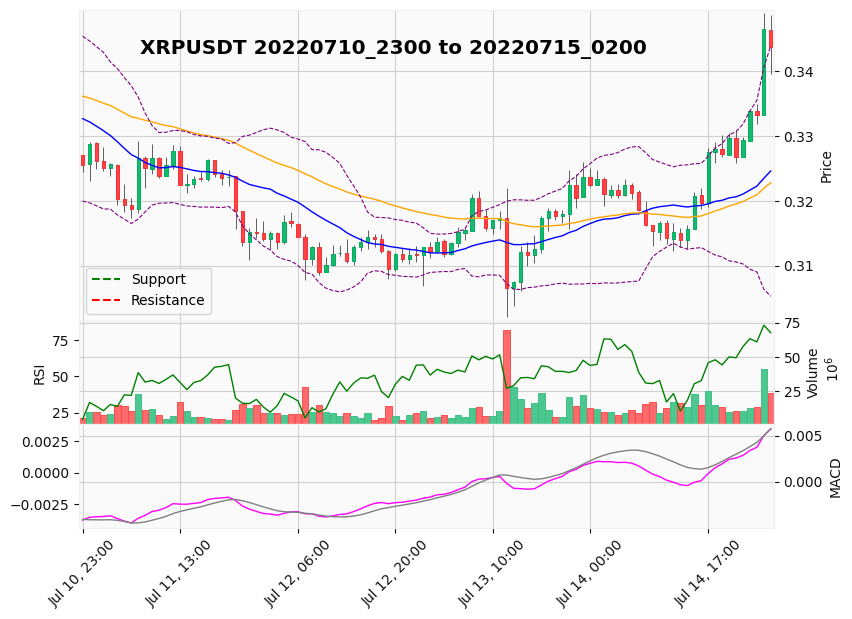 XRPUSDT 20220710_2300 to 20220715_0200
0.34
0.33
0.32
0.31
Price
Support
Resistance
75
50
25
RSI
75
50
25
Volume
10^6
0.0025
0.0000
−0.0025
0.005
0.000
MACD
Jul 10, 23:00
Jul 11, 13:00
Jul 12, 06:00
Jul 12, 20:00
Jul 13, 10:00
Jul 14, 00:00
Jul 14, 17:00